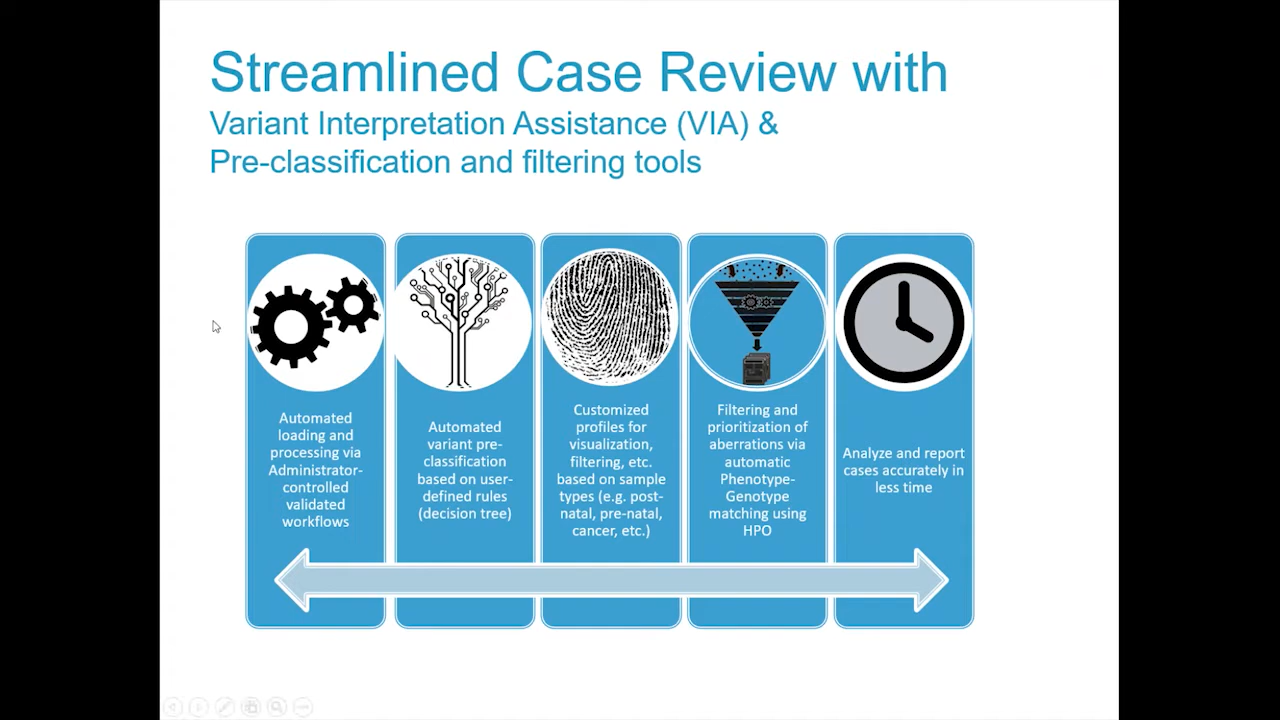 Streamlined Case Review with
Variant Interpretation Assistance (VIA) &
Pre-classification and filtering tools
Automated
loading and
processing via
Administrator-
controlled
validated
workflows
Automated
variant pre-
classification
based on user-
defined rules
(decision tree)
Customized
profiles for
visualization,
filtering, etc.
based on sample
types (e.g. post-
natal, pre-natal,
cancer, etc.)
Filtering and
prioritization of
aberrations via
automatic
Phenotype-
Genotype
matching using
HPO
Analyze and report
cases accurately in
less time